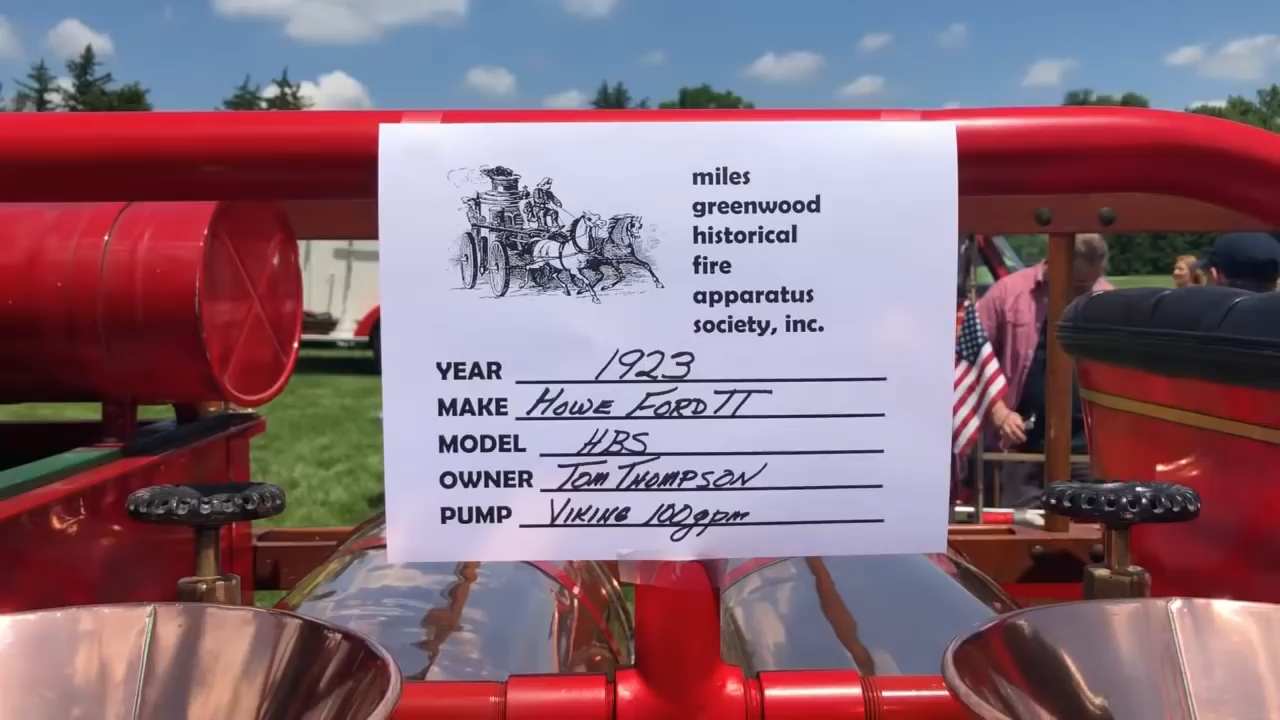 miles
greenwood
historical
fire
apparatus
society, inc.
YEAR 1923
MAKE HOWE FORD TT
MODEL HBS
OWNER TOM THOMPSON
PUMP VIKING 100gpm